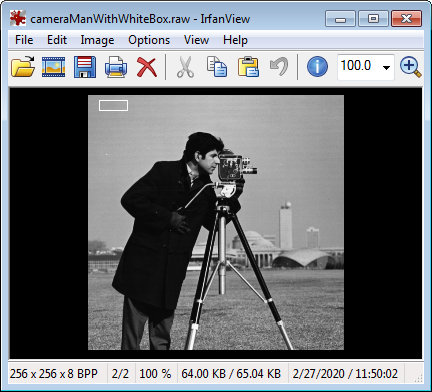 cameraManWithWhiteBox.raw - IrfanView
File Edit Image Options View Help
100.0
256 x 256 x 8 BPP 2/2 100 % 64.00 KB / 65.04 KB 2/27/2020 / 11:50:02